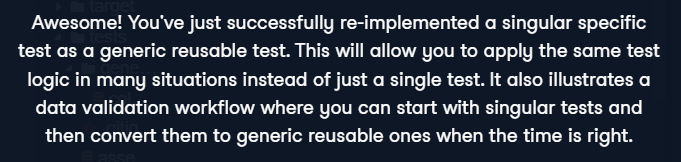 Awesome! You've just successfully re-implemented a singular specific
test as a generic reusable test. This will allow you to apply the same test
logic in many situations instead of just a single test. It also illustrates a
data validation workflow where you can start with singular tests and
then convert them to generic reusable ones when the time is right.